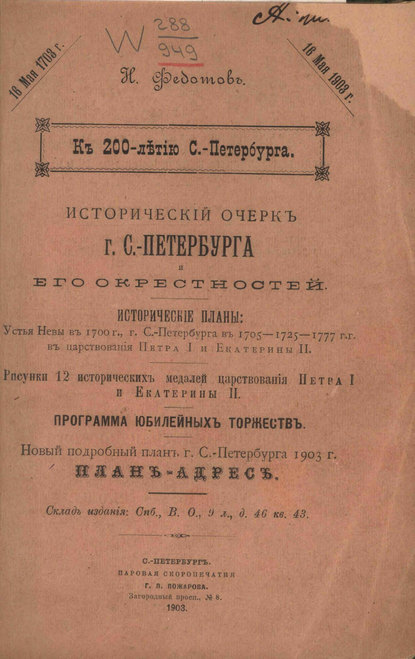 W 288
949
16 Мая 1703 г.
16 Мая 1903 г.
Н. Федотовъ.
Къ 200-лѣтію С.-Петербурга.
ИСТОРИЧЕСКІЙ ОЧЕРКЪ
г. С.-ПЕТЕРБУРГА
и
ЕГО ОКРЕСТНОСТЕЙ.
ИСТОРИЧЕСКІЕ ПЛАНЫ:
Устья Невы въ 1700 г., г. С.-Петербурга въ 1705—1725—1777 г.г.
въ царствованія Петра I и Екатерины II.
Рисунки 12 историческихъ медалей царствованія Петра I
и Екатерины II.
ПРОГРАММА ЮБИЛЕЙНЫХЪ ТОРЖЕСТВЪ.
Новый подробный планъ г. С.-Петербурга 1903 г.
ПЛАНЪ-АДРЕСЪ.
Складъ изданія: Спб., В. О., 9 л., д. 46 кв. 43.
С.-ПЕТЕРБУРГЪ.
ПАРОВАЯ СКОРОПЕЧАТНЯ
Г. П. ПОЖАРОВА.
Загородный просп., № 8.
1903.